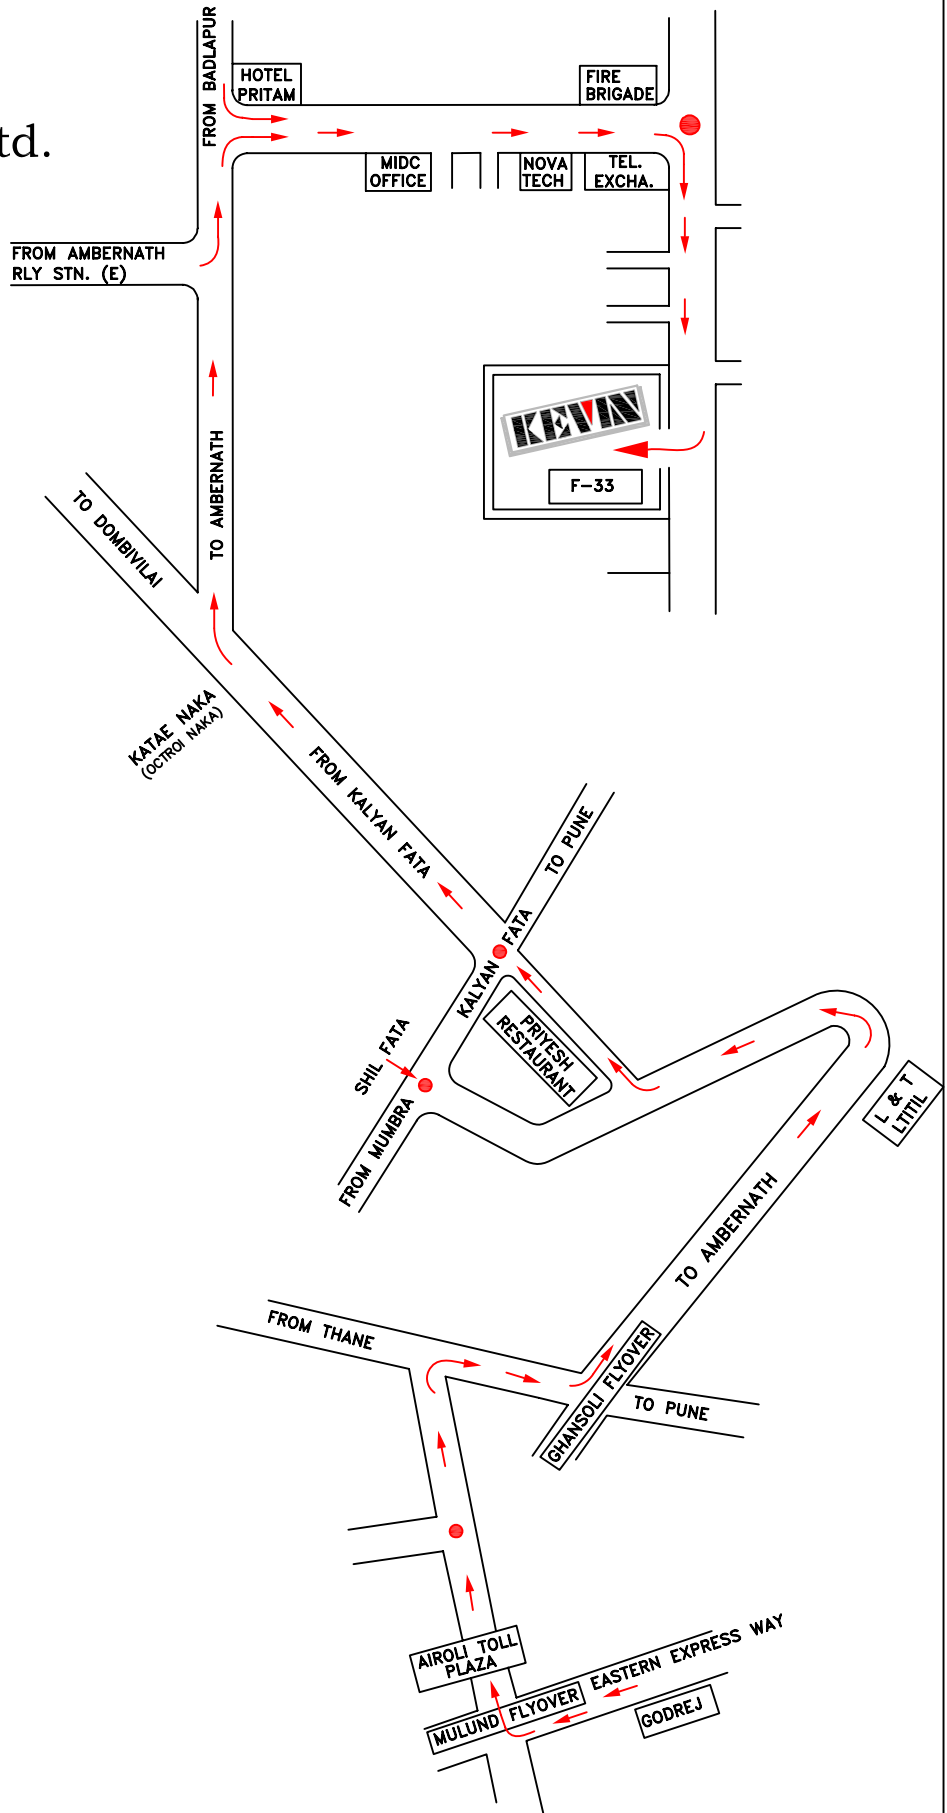 FROM BADLAPUR
HOTEL
PRITAM
FIRE
BRIGADE
td.
MIDC
OFFICE
NOVA
TECH
TEL.
EXCHA.
FROM AMBERNATH
RLY STN. (E)
KEVIN
F-33
TO AMBERNATH
TO DOMBIVILAI
KATAE NAKA
(OCTROI NAKA)
FROM KALYAN FATA
TO PUNE
KALYAN FATA
PRIYESH
RESTAURANT
SHIL FATA
FROM MUMBRA
L & T
LTITIL
TO AMBERNATH
FROM THANE
GHANSOLI FLYOVER
TO PUNE
AIROLI TOLL
PLAZA
EASTERN EXPRESS WAY
MULUND FLYOVER
GODREJ